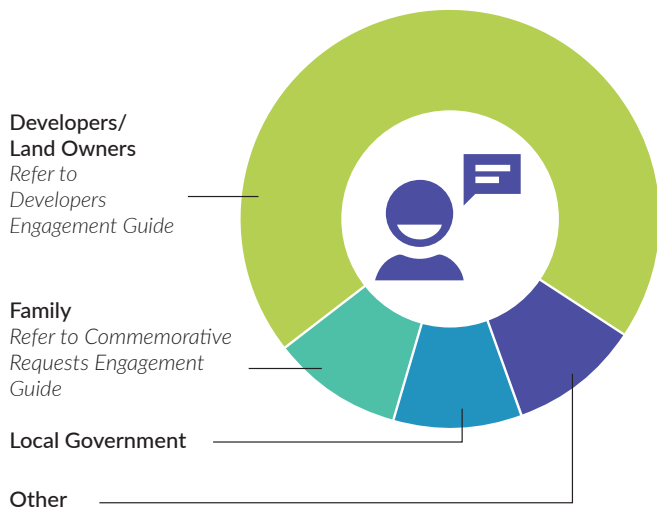 Developers/
Land Owners
Refer to
Developers
Engagement Guide
Family
Refer to Commemorative
Requests Engagement
Guide
Local Government
Other